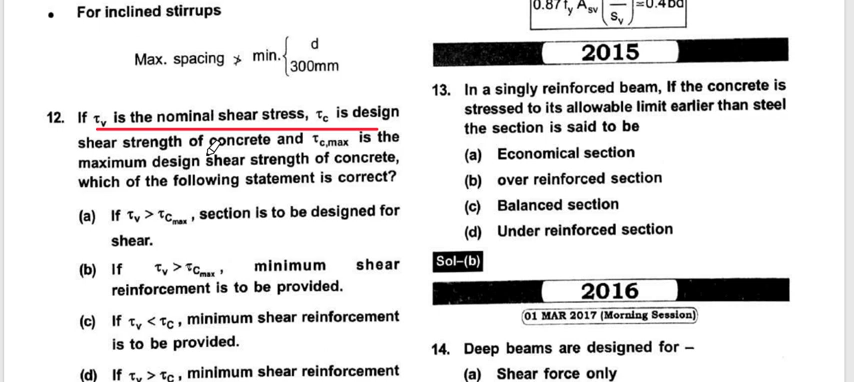 • For inclined stirrups
Max. spacing ≯ min. { d
300mm
12. If τv is the nominal shear stress, τc is design
shear strength of concrete and τc,max is the
maximum design shear strength of concrete,
which of the following statement is correct?
(a) If τv > τCmax, section is to be designed for
shear.
(b) If τv > τCmax, minimum shear
reinforcement is to be provided.
(c) If τv < τC, minimum shear reinforcement
is to be provided.
(d) If τv > τC, minimum shear reinforcement
0.87 fy Asv ( — / Sv ) = 0.4bd
2015
13. In a singly reinforced beam, If the concrete is
stressed to its allowable limit earlier than steel
the section is said to be
(a) Economical section
(b) over reinforced section
(c) Balanced section
(d) Under reinforced section
Sol–(b)
2016
01 MAR 2017 (Morning Session)
14. Deep beams are designed for –
(a) Shear force only